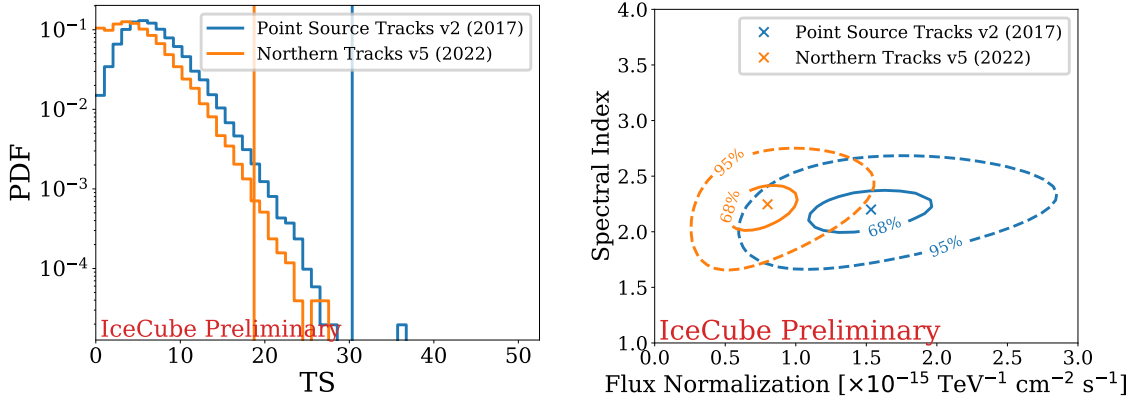 Point Source Tracks v2 (2017)
Northern Tracks v5 (2022)
PDF
10⁻¹
10⁻²
10⁻³
10⁻⁴
IceCube Preliminary
0 10 20 30 40 50
TS
Point Source Tracks v2 (2017)
Northern Tracks v5 (2022)
Spectral Index
4.0
3.5
3.0
2.5
2.0
1.5
1.0
95%
68%
68%
95%
IceCube Preliminary
0.0 0.5 1.0 1.5 2.0 2.5 3.0
Flux Normalization [×10⁻¹⁵ TeV⁻¹ cm⁻² s⁻¹]